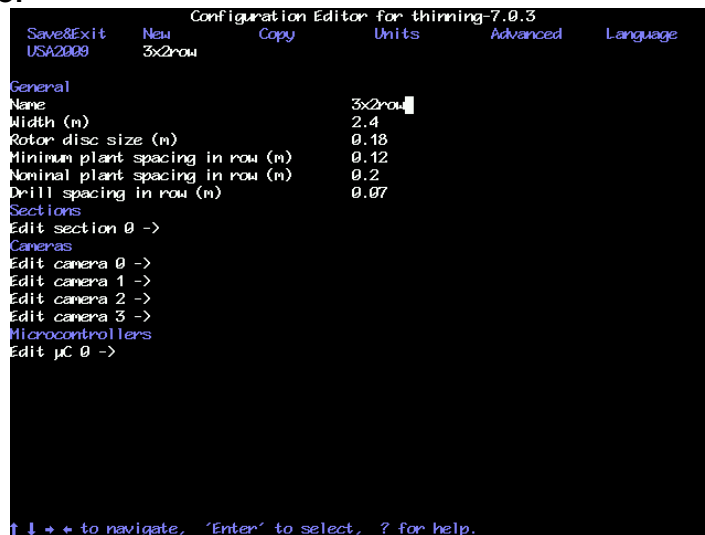 Configuration Editor for thinning-7.0.3
Save&Exit New Copy Units Advanced Language
USA2009 3x2row
General
Name 3x2row
Width (m) 2.4
Rotor disc size (m) 0.18
Minimum plant spacing in row (m) 0.12
Nominal plant spacing in row (m) 0.2
Drill spacing in row (m) 0.07
Sections
Edit section 0 ->
Cameras
Edit camera 0 ->
Edit camera 1 ->
Edit camera 2 ->
Edit camera 3 ->
Microcontrollers
Edit µC 0 ->
↑ ↓ → ← to navigate, ´Enter´ to select, ? for help.